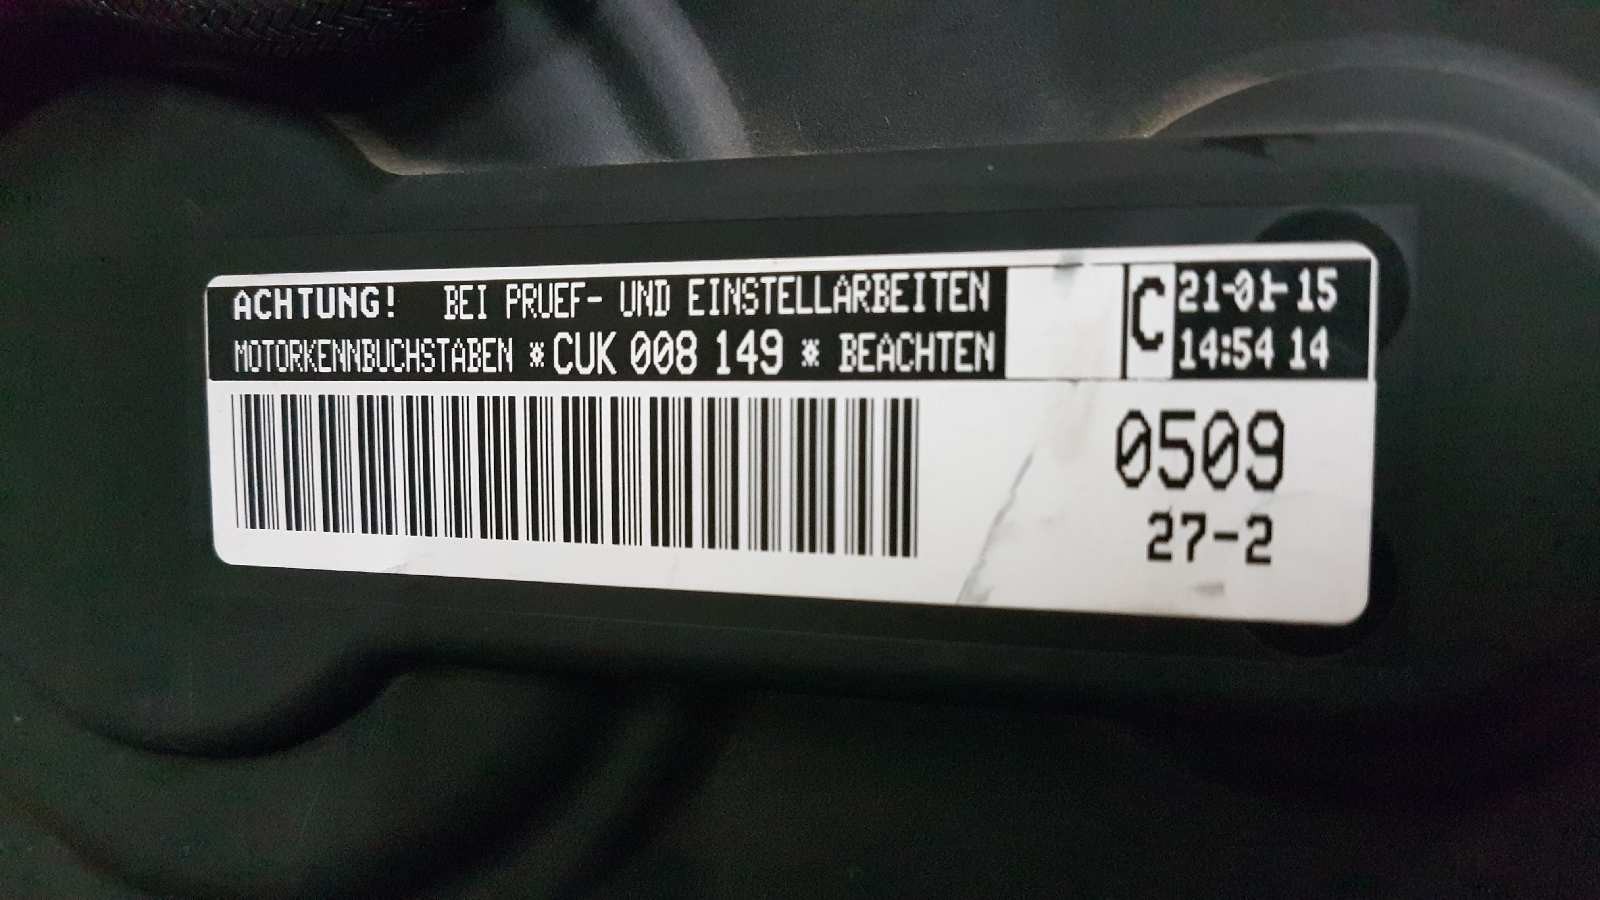 ACHTUNG! BEI PRUEF- UND EINSTELLARBEITEN
MOTORKENNBUCHSTABEN *CUK 008 149 * BEACHTEN
C
21-01-15
14:54 14
0509
27-2